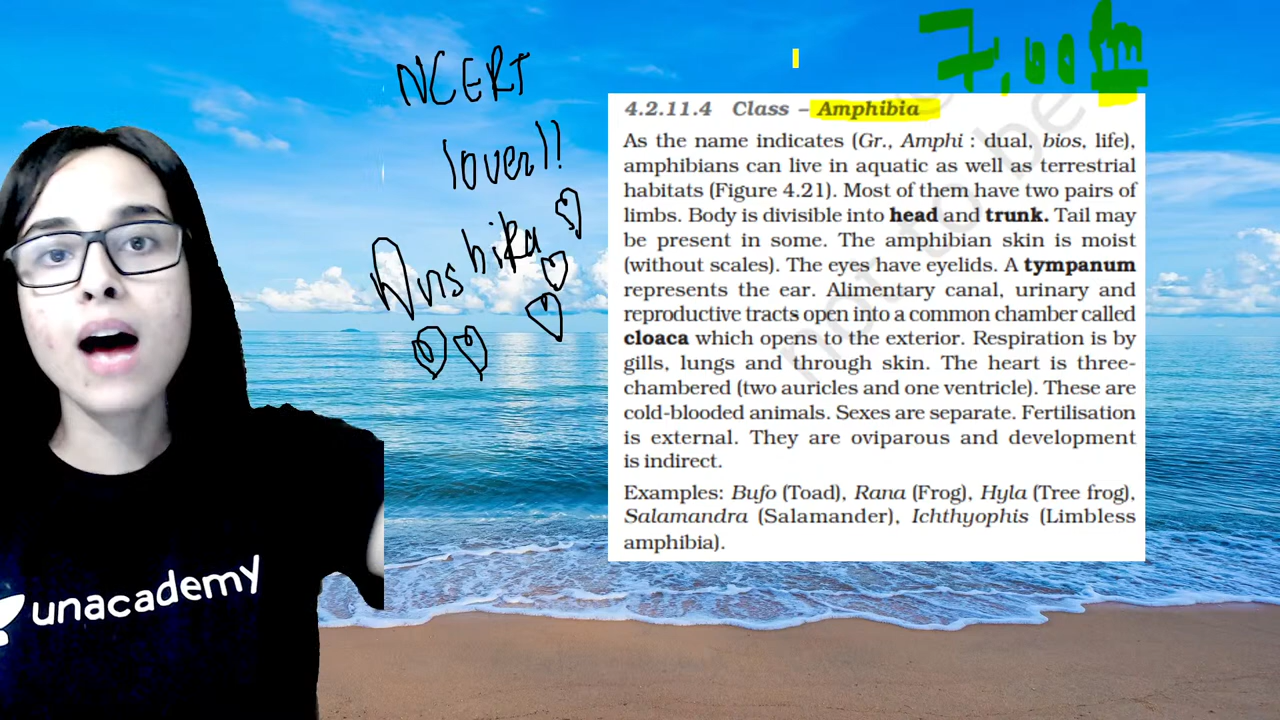 7,00 m
NCERT
lover!!
Anshika
4.2.11.4 Class – Amphibia
As the name indicates (Gr., Amphi : dual, bios, life),
amphibians can live in aquatic as well as terrestrial
habitats (Figure 4.21). Most of them have two pairs of
limbs. Body is divisible into head and trunk. Tail may
be present in some. The amphibian skin is moist
(without scales). The eyes have eyelids. A tympanum
represents the ear. Alimentary canal, urinary and
reproductive tracts open into a common chamber called
cloaca which opens to the exterior. Respiration is by
gills, lungs and through skin. The heart is three-
chambered (two auricles and one ventricle). These are
cold-blooded animals. Sexes are separate. Fertilisation
is external. They are oviparous and development
is indirect.
Examples: Bufo (Toad), Rana (Frog), Hyla (Tree frog),
Salamandra (Salamander), Ichthyophis (Limbless
amphibia).
not to be
unacademy